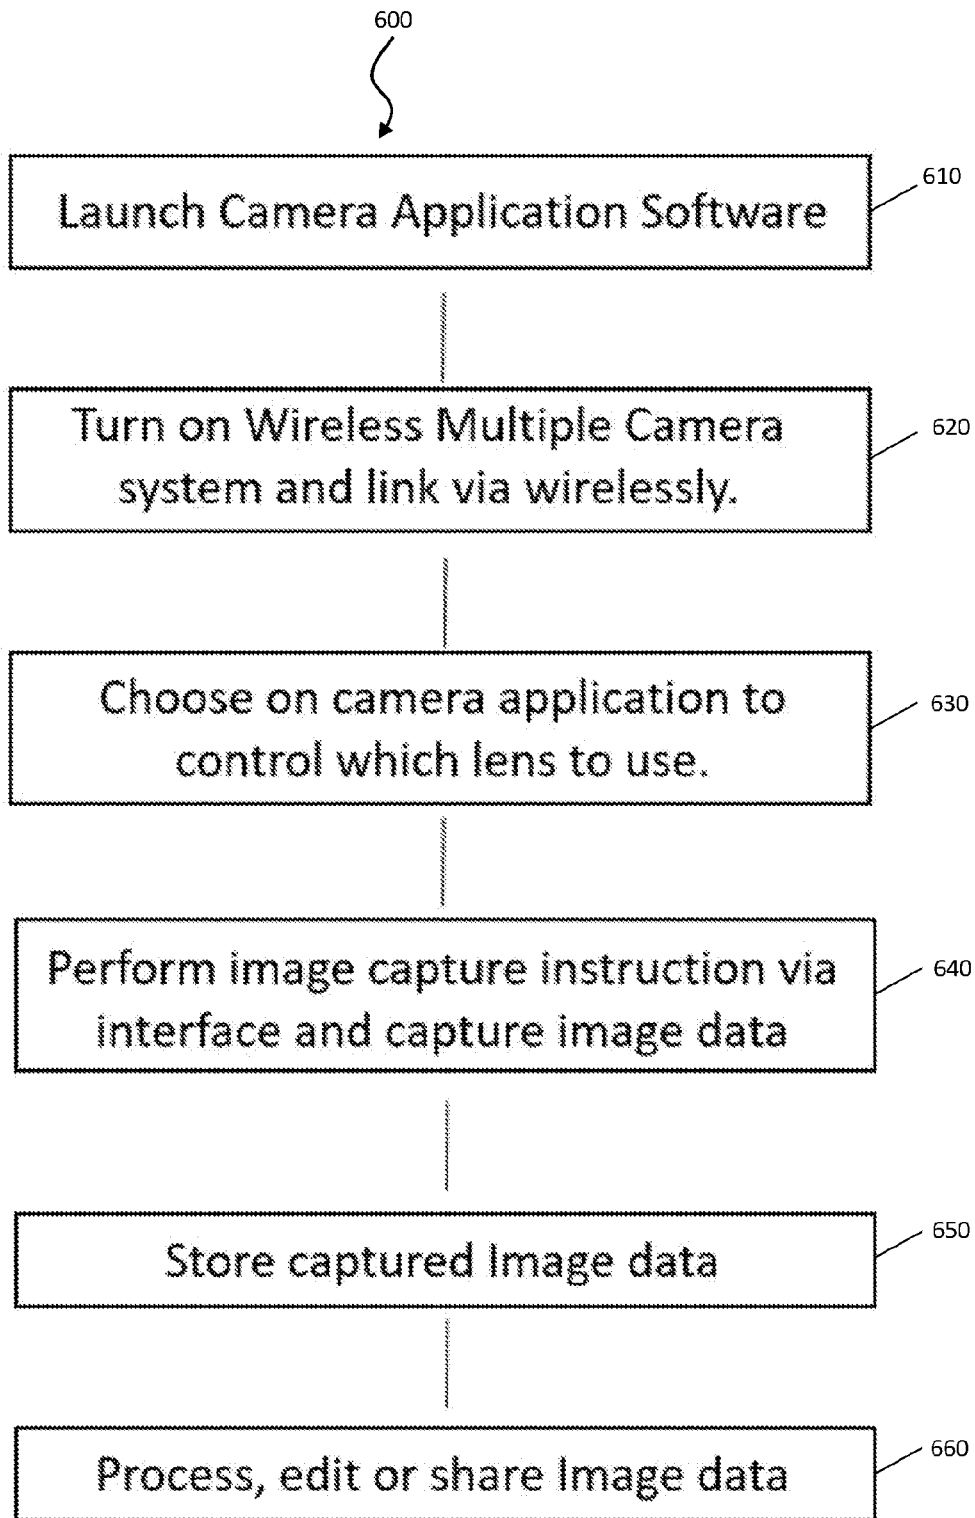 600
Launch Camera Application Software
610
Turn on Wireless Multiple Camera
system and link via wirelessly.
620
Choose on camera application to
control which lens to use.
630
Perform image capture instruction via
interface and capture image data
640
Store captured Image data
650
Process, edit or share Image data
660